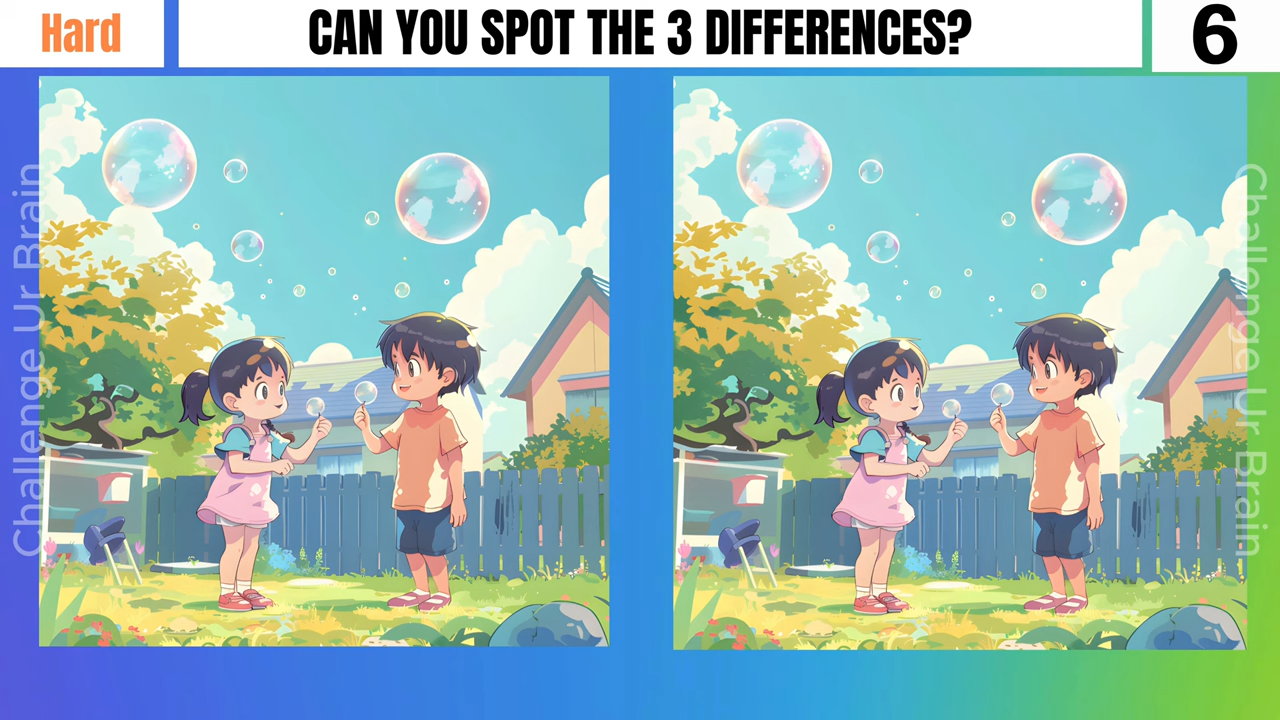 Hard
CAN YOU SPOT THE 3 DIFFERENCES?
6
Challenge Ur Brain
Challenge Ur Brain